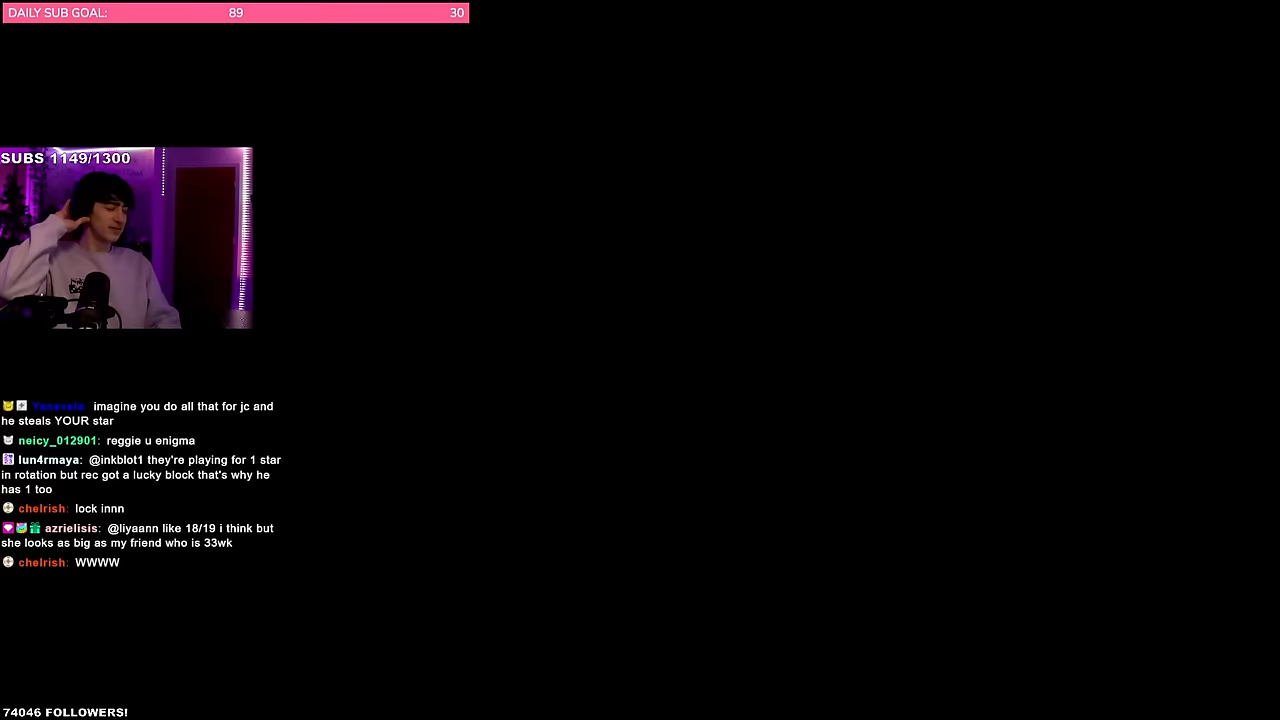 DAILY SUB GOAL: 89 30
SUBS 1149/1300
imagine you do all that for jc and
he steals YOUR star
neicy_012901: reggie u enigma
lun4rmaya: @inkblot1 they're playing for 1 star
in rotation but rec got a lucky block that's why he
has 1 too
chelrish: lock innn
azrielisis: @liyaann like 18/19 i think but
she looks as big as my friend who is 33wk
chelrish: WWWW
74046 FOLLOWERS!